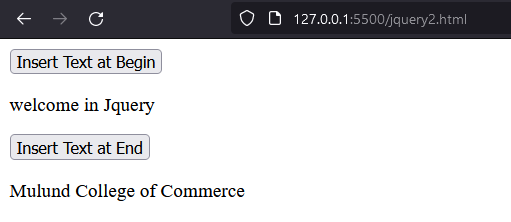 127.0.0.1:5500/jquery2.html
Insert Text at Begin
welcome in Jquery
Insert Text at End
Mulund College of Commerce